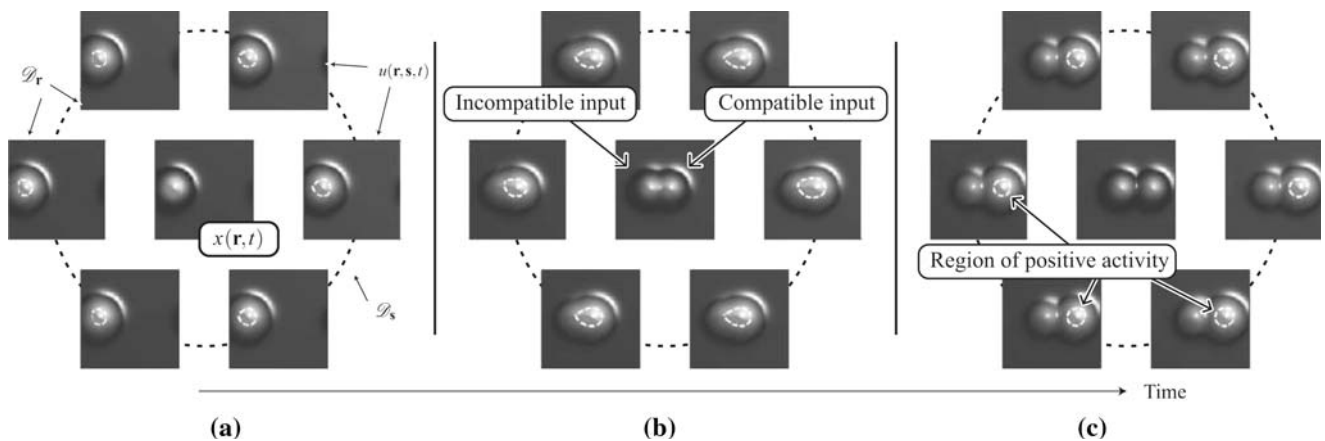 𝒟r
u(r, s, t)
x(r, t)
𝒟s
Incompatible input
Compatible input
Region of positive activity
Time
(a)
(b)
(c)